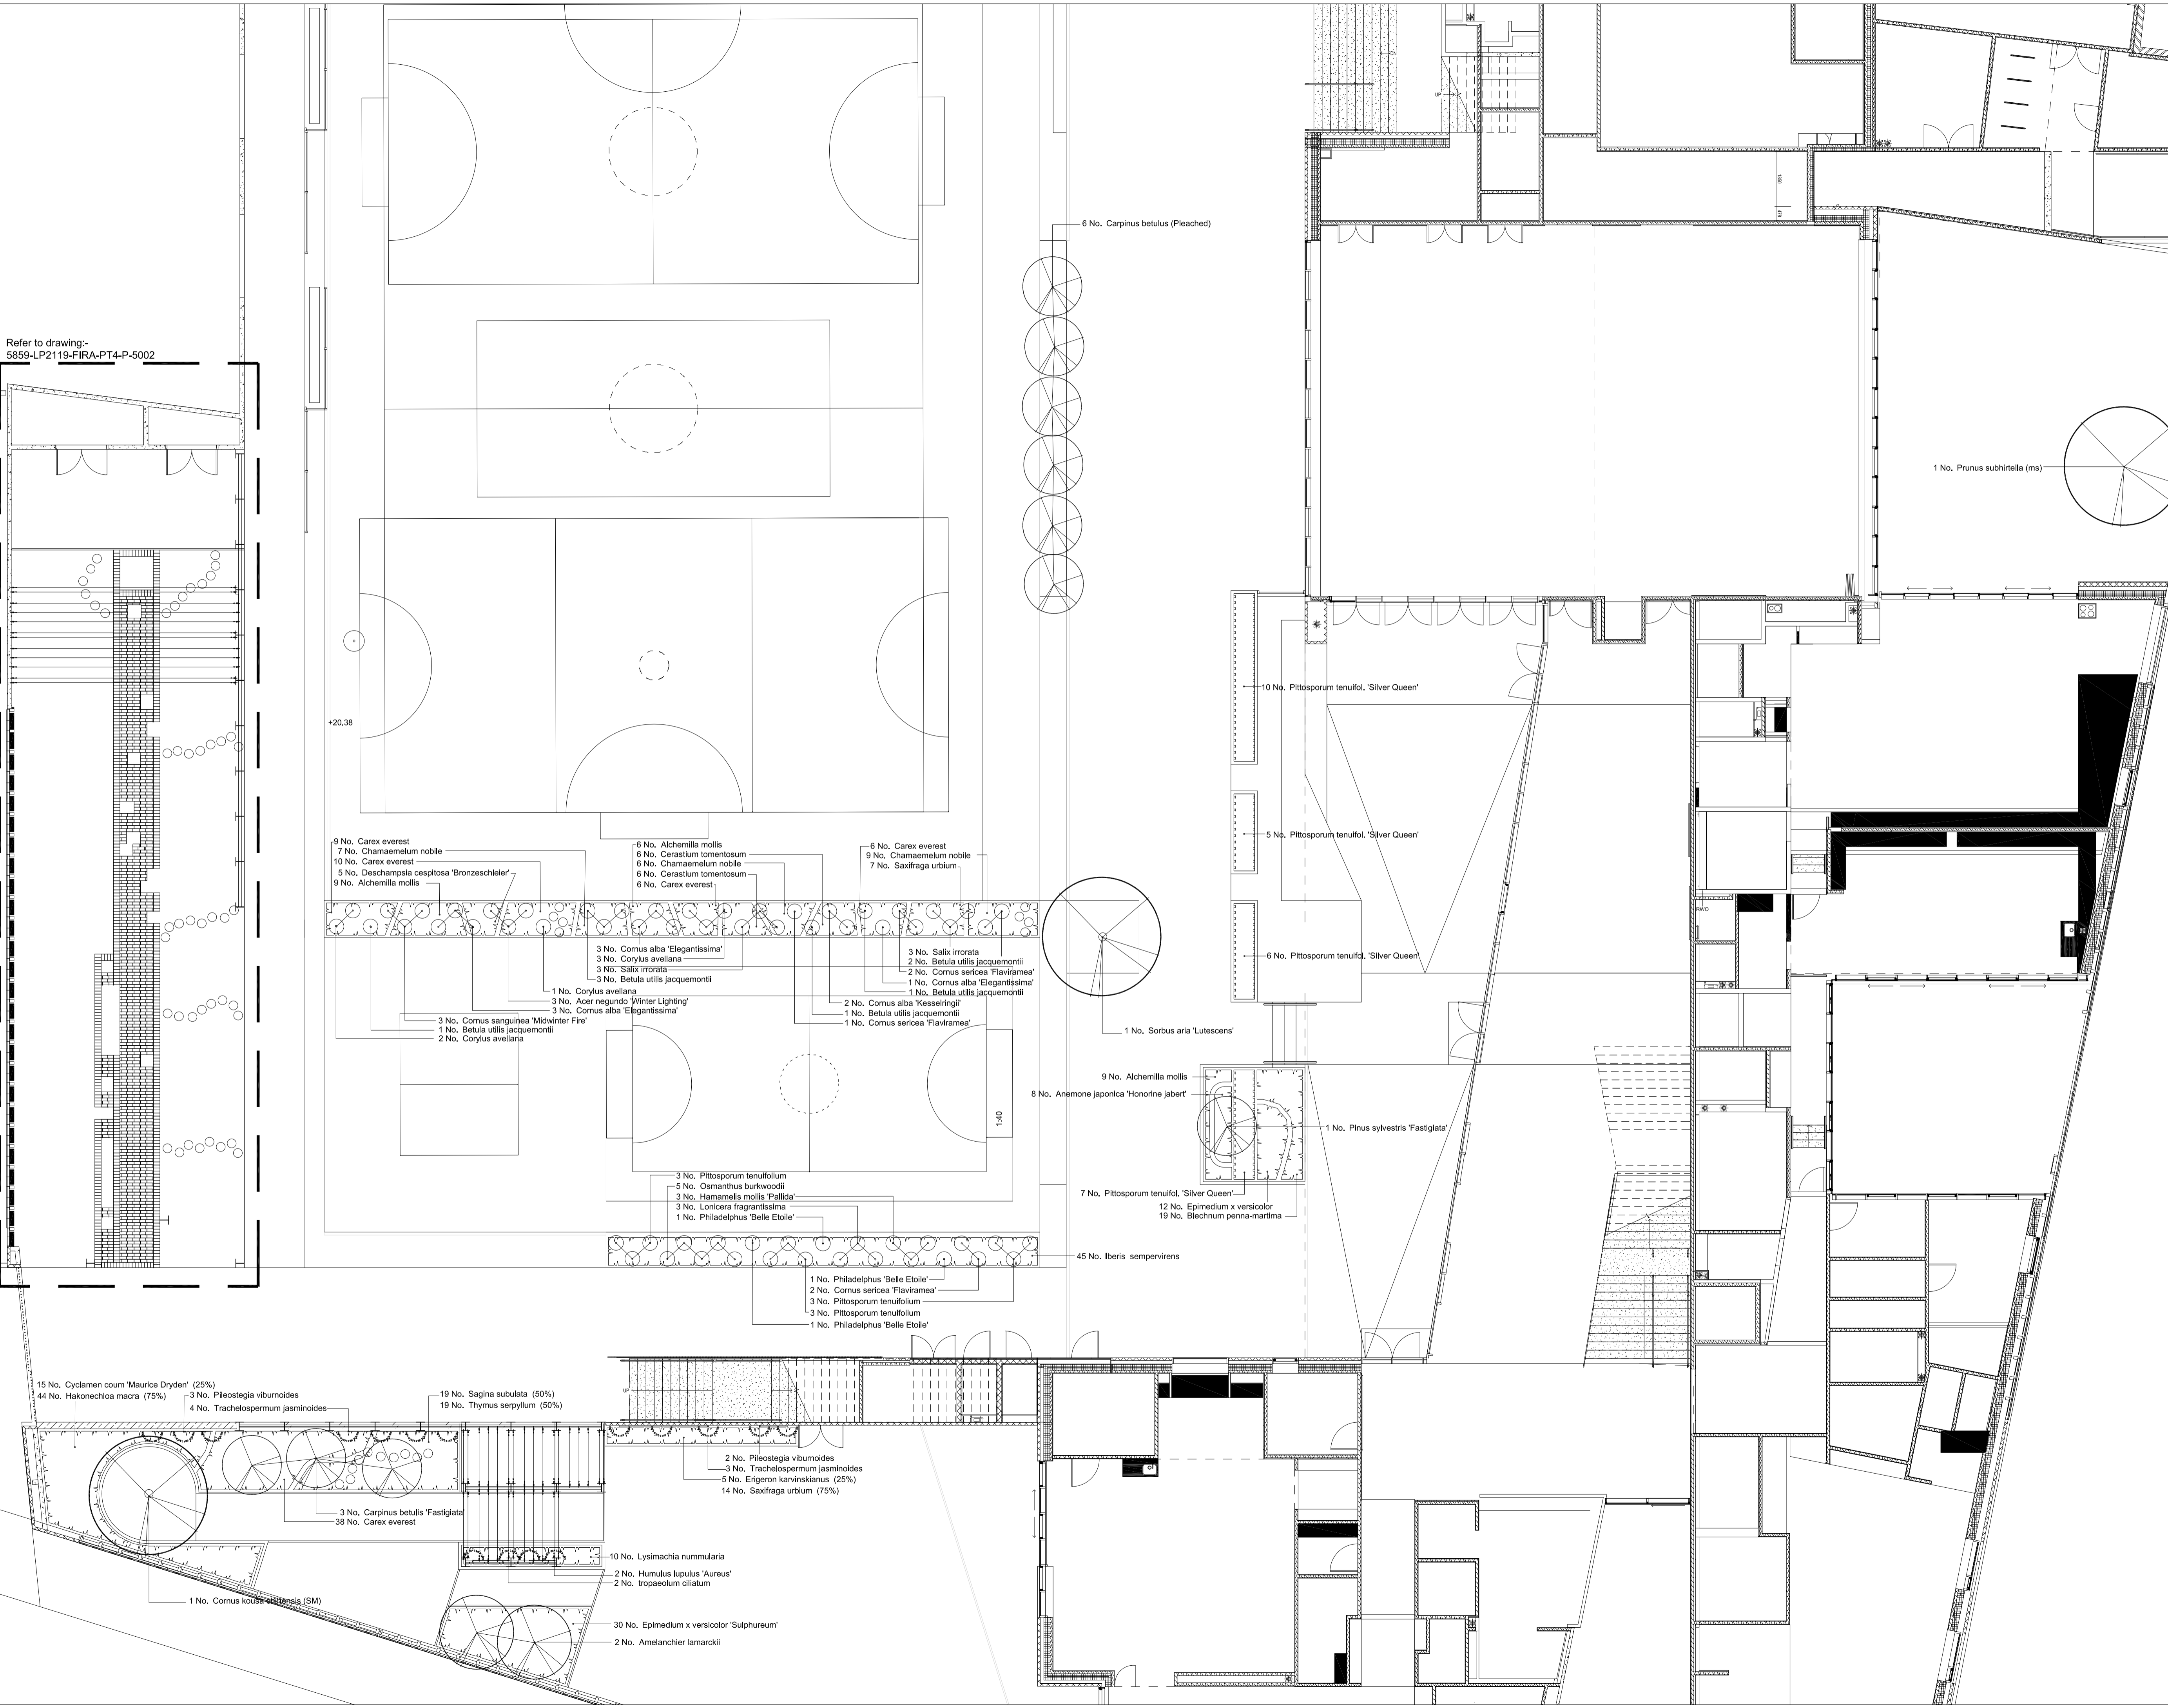 DN
UP
1950
6 No. Carpinus betulus (Pleached)
Refer to drawing:-
5859-LP2119-FIRA-PT4-P-5002
1 No. Prunus subhirtella (ms)
+20.38
10 No. Pittosporum tenuifol. 'Silver Queen'
5 No. Pittosporum tenuifol. 'Silver Queen'
6 No. Pittosporum tenuifol. 'Silver Queen'
9 No. Carex everest
7 No. Chamaemelum nobile
10 No. Carex everest
5 No. Deschampsia cespitosa 'Bronzeschleier'
9 No. Alchemilla mollis
6 No. Alchemilla mollis
6 No. Cerastium tomentosum
6 No. Chamaemelum nobile
6 No. Cerastium tomentosum
6 No. Carex everest
6 No. Carex everest
9 No. Chamaemelum nobile
7 No. Saxifraga urbium
RWO
3 No. Cornus alba 'Elegantissima'
3 No. Corylus avellana
3 No. Salix irrorata
3 No. Betula utilis jacquemontii
3 No. Salix irrorata
2 No. Betula utilis jacquemontii
2 No. Cornus sericea 'Flaviramea'
1 No. Cornus alba 'Elegantissima'
1 No. Betula utilis jacquemontii
1 No. Corylus avellana
3 No. Acer negundo 'Winter Lighting'
3 No. Cornus alba 'Elegantissima'
2 No. Cornus alba 'Kesselringii'
1 No. Betula utilis jacquemontii
1 No. Cornus sericea 'Flaviramea'
3 No. Cornus sanguinea 'Midwinter Fire'
1 No. Betula utilis jacquemontii
2 No. Corylus avellana
1 No. Sorbus aria 'Lutescens'
1:40
9 No. Alchemilla mollis
8 No. Anemone japonica 'Honorine jabert'
1 No. Pinus sylvestris 'Fastigiata'
7 No. Pittosporum tenuifol. 'Silver Queen'
12 No. Epimedium x versicolor
19 No. Blechnum penna-martima
3 No. Pittosporum tenuifolium
5 No. Osmanthus burkwoodii
3 No. Hamamelis mollis 'Pallida'
3 No. Lonicera fragrantissima
1 No. Philadelphus 'Belle Etoile'
45 No. Iberis sempervirens
1 No. Philadelphus 'Belle Etoile'
2 No. Cornus sericea 'Flaviramea'
3 No. Pittosporum tenuifolium
3 No. Pittosporum tenuifolium
1 No. Philadelphus 'Belle Etoile'
15 No. Cyclamen coum 'Maurice Dryden' (25%)
44 No. Hakonechloa macra (75%)
3 No. Pileostegia viburnoides
4 No. Trachelospermum jasminoides
19 No. Sagina subulata (50%)
19 No. Thymus serpyllum (50%)
UP
2 No. Pileostegia viburnoides
3 No. Trachelospermum jasminoides
5 No. Erigeron karvinskianus (25%)
14 No. Saxifraga urbium (75%)
3 No. Carpinus betulis 'Fastigiata'
38 No. Carex everest
10 No. Lysimachia nummularia
2 No. Humulus lupulus 'Aureus'
2 No. tropaeolum ciliatum
1 No. Cornus kousa chinensis (SM)
30 No. Epimedium x versicolor 'Sulphureum'
2 No. Amelanchier lamarckii